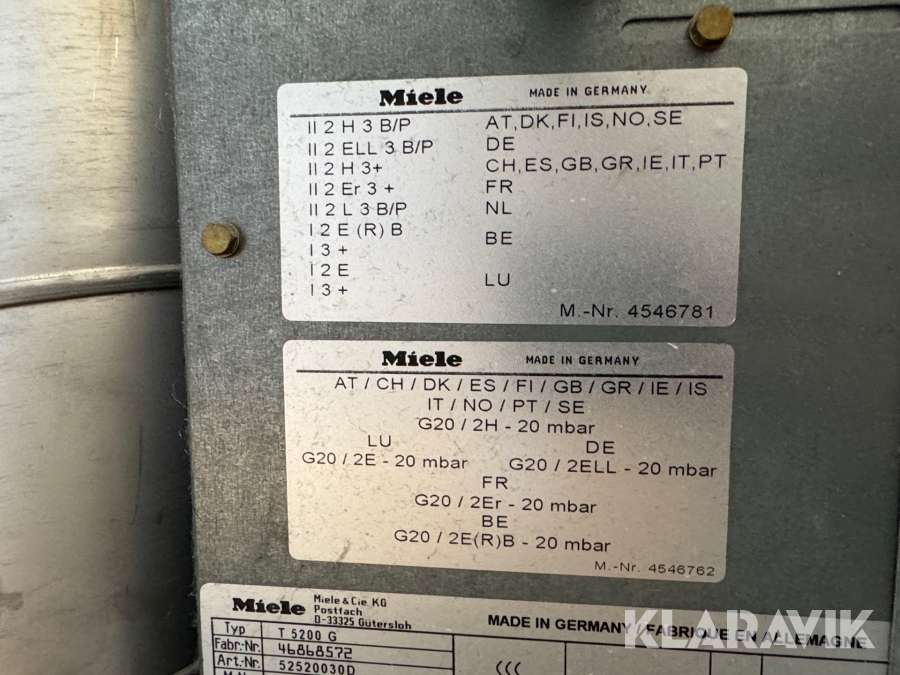 Miele MADE IN GERMANY
II 2 H 3 B/P AT,DK,FI,IS,NO,SE
II 2 ELL 3 B/P DE
II 2 H 3+ CH,ES,GB,GR,IE,IT,PT
II 2 Er 3 + FR
II 2 L 3 B/P NL
I 2 E (R) B
BE
I 3 +
I 2 E
LU
I 3 +
M.-Nr. 4546781
Miele MADE IN GERMANY
AT / CH / DK / ES / FI / GB / GR / IE / IS
IT / NO / PT / SE
G20 / 2H - 20 mbar
LU DE
G20 / 2E - 20 mbar G20 / 2ELL - 20 mbar
FR
G20 / 2Er - 20 mbar
BE
G20 / 2E(R)B - 20 mbar
M.-Nr. 4546762
Miele Miele & Cie. KG
Postfach
D-33325 Gütersloh
MADE IN GERMANY / FABRIQUE EN ALLEMAGNE
Typ T 5200 G
Fabr.-Nr. 46868572
Art.-Nr. 52520030D
KLARAVIK